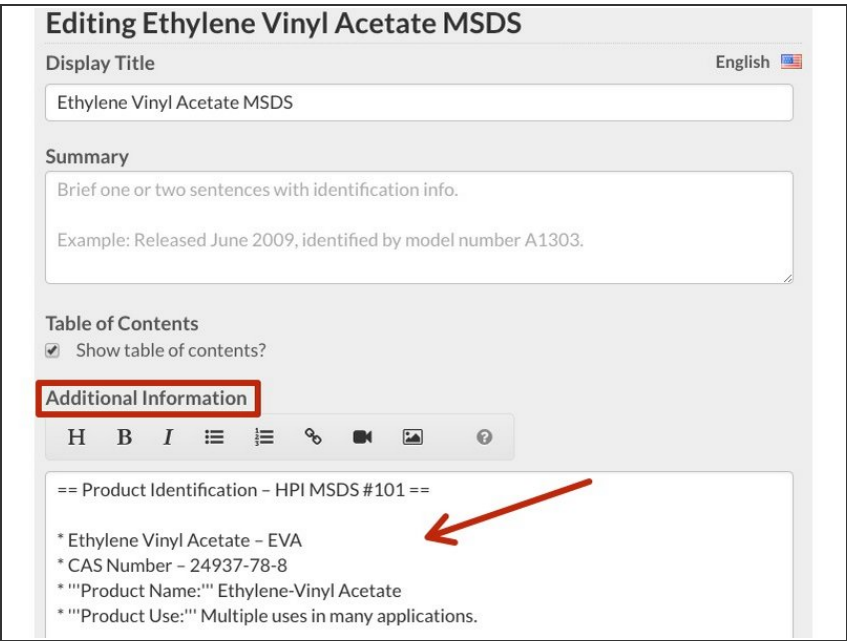 Editing Ethylene Vinyl Acetate MSDS
Display Title
English
Ethylene Vinyl Acetate MSDS
Summary
Brief one or two sentences with identification info.
Example: Released June 2009, identified by model number A1303.
Table of Contents
Show table of contents?
Additional Information
H B I
== Product Identification – HPI MSDS #101 ==
* Ethylene Vinyl Acetate – EVA
* CAS Number – 24937-78-8
* '''Product Name:''' Ethylene-Vinyl Acetate
* '''Product Use:''' Multiple uses in many applications.